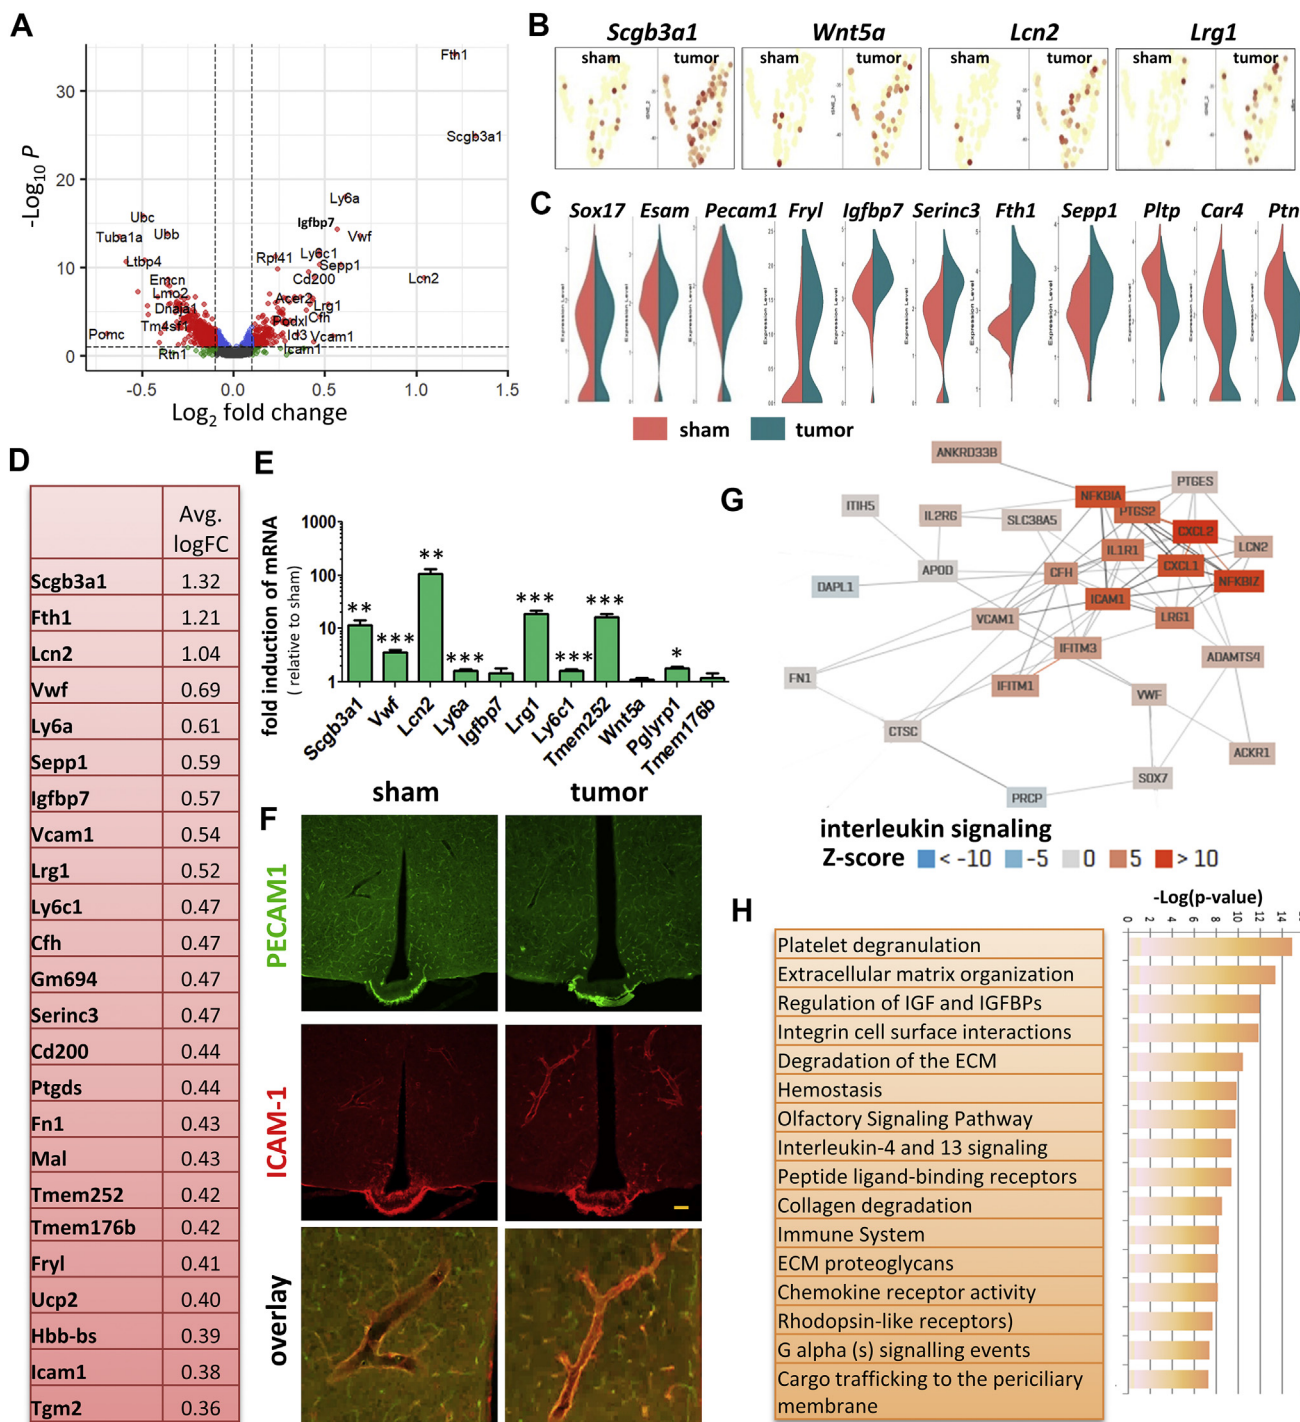 A
Fth1
Scgb3a1
Ly6a
Igfbp7
Vwf
Ubc
Tuba1a
Ubb
Ltbp4
Emcn
Lmo2
Dnaja1
Tm4sf1
Pomc
Rtn1
Rpl41
Ly6c1
Sepp1
Cd200
Lcn2
Acer2
Lrg1
Cfh
Podxl
Id3
Vcam1
Icam1
30
20
10
0
-Log10 P
-0.5
0.0
0.5
1.0
1.5
Log2 fold change
B
Scgb3a1
Wnt5a
Lcn2
Lrg1
sham
tumor
sham
tumor
sham
tumor
sham
tumor
C
Sox17
Esam
Pecam1
Fryl
Igfbp7
Serinc3
Fth1
Sepp1
Pltp
Car4
Ptn
Expression Level
sham
tumor
D
Avg.
logFC
Scgb3a1 1.32
Fth1 1.21
Lcn2 1.04
Vwf 0.69
Ly6a 0.61
Sepp1 0.59
Igfbp7 0.57
Vcam1 0.54
Lrg1 0.52
Ly6c1 0.47
Cfh 0.47
Gm694 0.47
Serinc3 0.47
Cd200 0.44
Ptgds 0.44
Fn1 0.43
Mal 0.43
Tmem252 0.42
Tmem176b 0.42
Fryl 0.41
Ucp2 0.40
Hbb-bs 0.39
Icam1 0.38
Tgm2 0.36
E
fold induction of mRNA
( relative to sham)
1000
100
10
1
**
***
**
***
***
***
***
*
Scgb3a1
Vwf
Lcn2
Ly6a
Igfbp7
Lrg1
Ly6c1
Tmem252
Wnt5a
Pglyrp1
Tmem176b
F
sham
tumor
PECAM1
ICAM-1
overlay
G
ANKRD33B
ITIH5
IL2RG
SLC38A5
NFKBIA
PTGES
PTGS2
CXCL2
LCN2
IL1R1
CXCL1
NFKBIZ
APOD
CFH
DAPL1
ICAM1
LRG1
VCAM1
IFITM3
ADAMTS4
FN1
IFITM1
VWF
CTSC
ACKR1
SOX7
PRCP
interleukin signaling
Z-score < -10 -5 0 5 > 10
H
-Log(p-value)
0 2 4 6 8 10 12 14
Platelet degranulation
Extracellular matrix organization
Regulation of IGF and IGFBPs
Integrin cell surface interactions
Degradation of the ECM
Hemostasis
Olfactory Signaling Pathway
Interleukin-4 and 13 signaling
Peptide ligand-binding receptors
Collagen degradation
Immune System
ECM proteoglycans
Chemokine receptor activity
Rhodopsin-like receptors)
G alpha (s) signalling events
Cargo trafficking to the periciliary
membrane